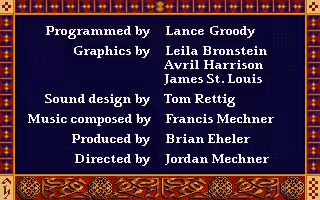 Programmed by Lance Groody
Graphics by Leila Bronstein
Avril Harrison
James St. Louis
Sound design by Tom Rettig
Music composed by Francis Mechner
Produced by Brian Eheler
Directed by Jordan Mechner